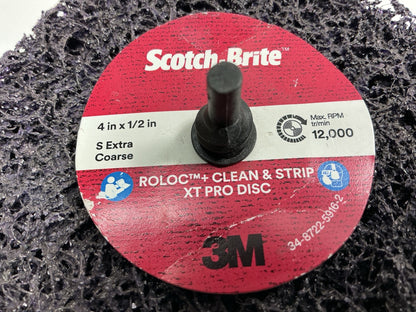 Scotch-Brite™
4 in x 1/2 in
S Extra
Coarse
Max. RPM
tr/min
12,000
ROLOC™+ CLEAN & STRIP
XT PRO DISC
3M
34-8722-5916-2